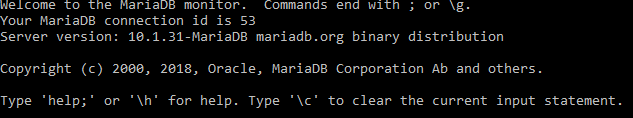 Welcome to the MariaDB monitor.  Commands end with ; or \g.
Your MariaDB connection id is 53
Server version: 10.1.31-MariaDB mariadb.org binary distribution
Copyright (c) 2000, 2018, Oracle, MariaDB Corporation Ab and others.
Type 'help;' or '\h' for help. Type '\c' to clear the current input statement.